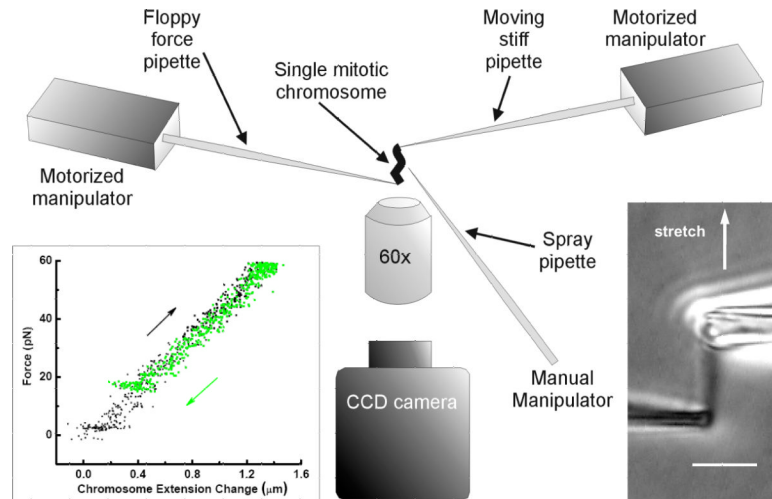 Floppy
force
pipette
Single mitotic
chromosome
Moving
stiff
pipette
Motorized
manipulator
Motorized
manipulator
60x
Spray
pipette
Manual
Manipulator
CCD camera
stretch
60
40
20
0
Force (pN)
0.0 0.4 0.8 1.2 1.6
Chromosome Extension Change (μm)